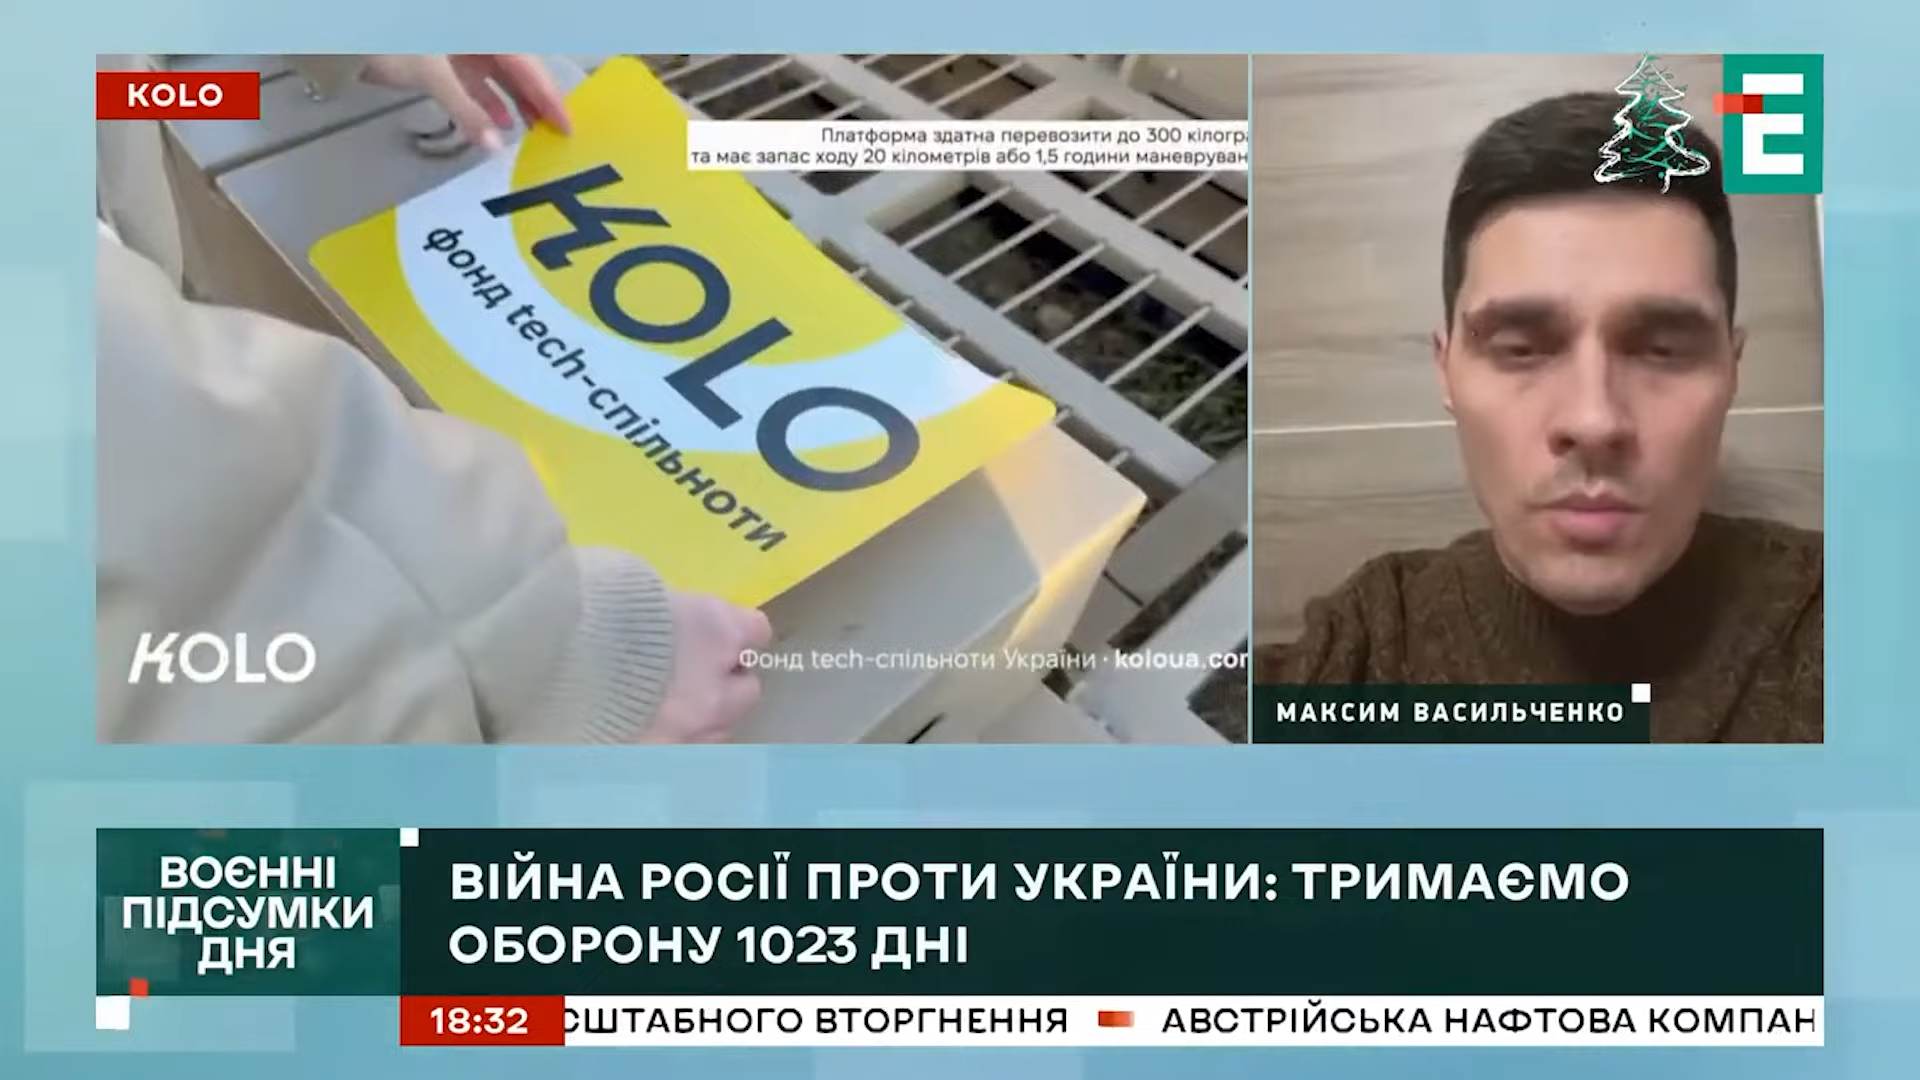 KOLO
Платформа здатна перевозити до 300 кілогра
та має запас ходу 20 кілометрів або 1,5 години маневруван
KOLO
фонд tech-спільноти
KOLO
Фонд tech-спільноти України · koloua.com
Е
МАКСИМ ВАСИЛЬЧЕНКО
ВОЄННІ
ПІДСУМКИ
ДНЯ
ВІЙНА РОСІЇ ПРОТИ УКРАЇНИ: ТРИМАЄМО
ОБОРОНУ 1023 ДНІ
18:32
СШТАБНОГО ВТОРГНЕННЯ
АВСТРІЙСЬКА НАФТОВА КОМПАН